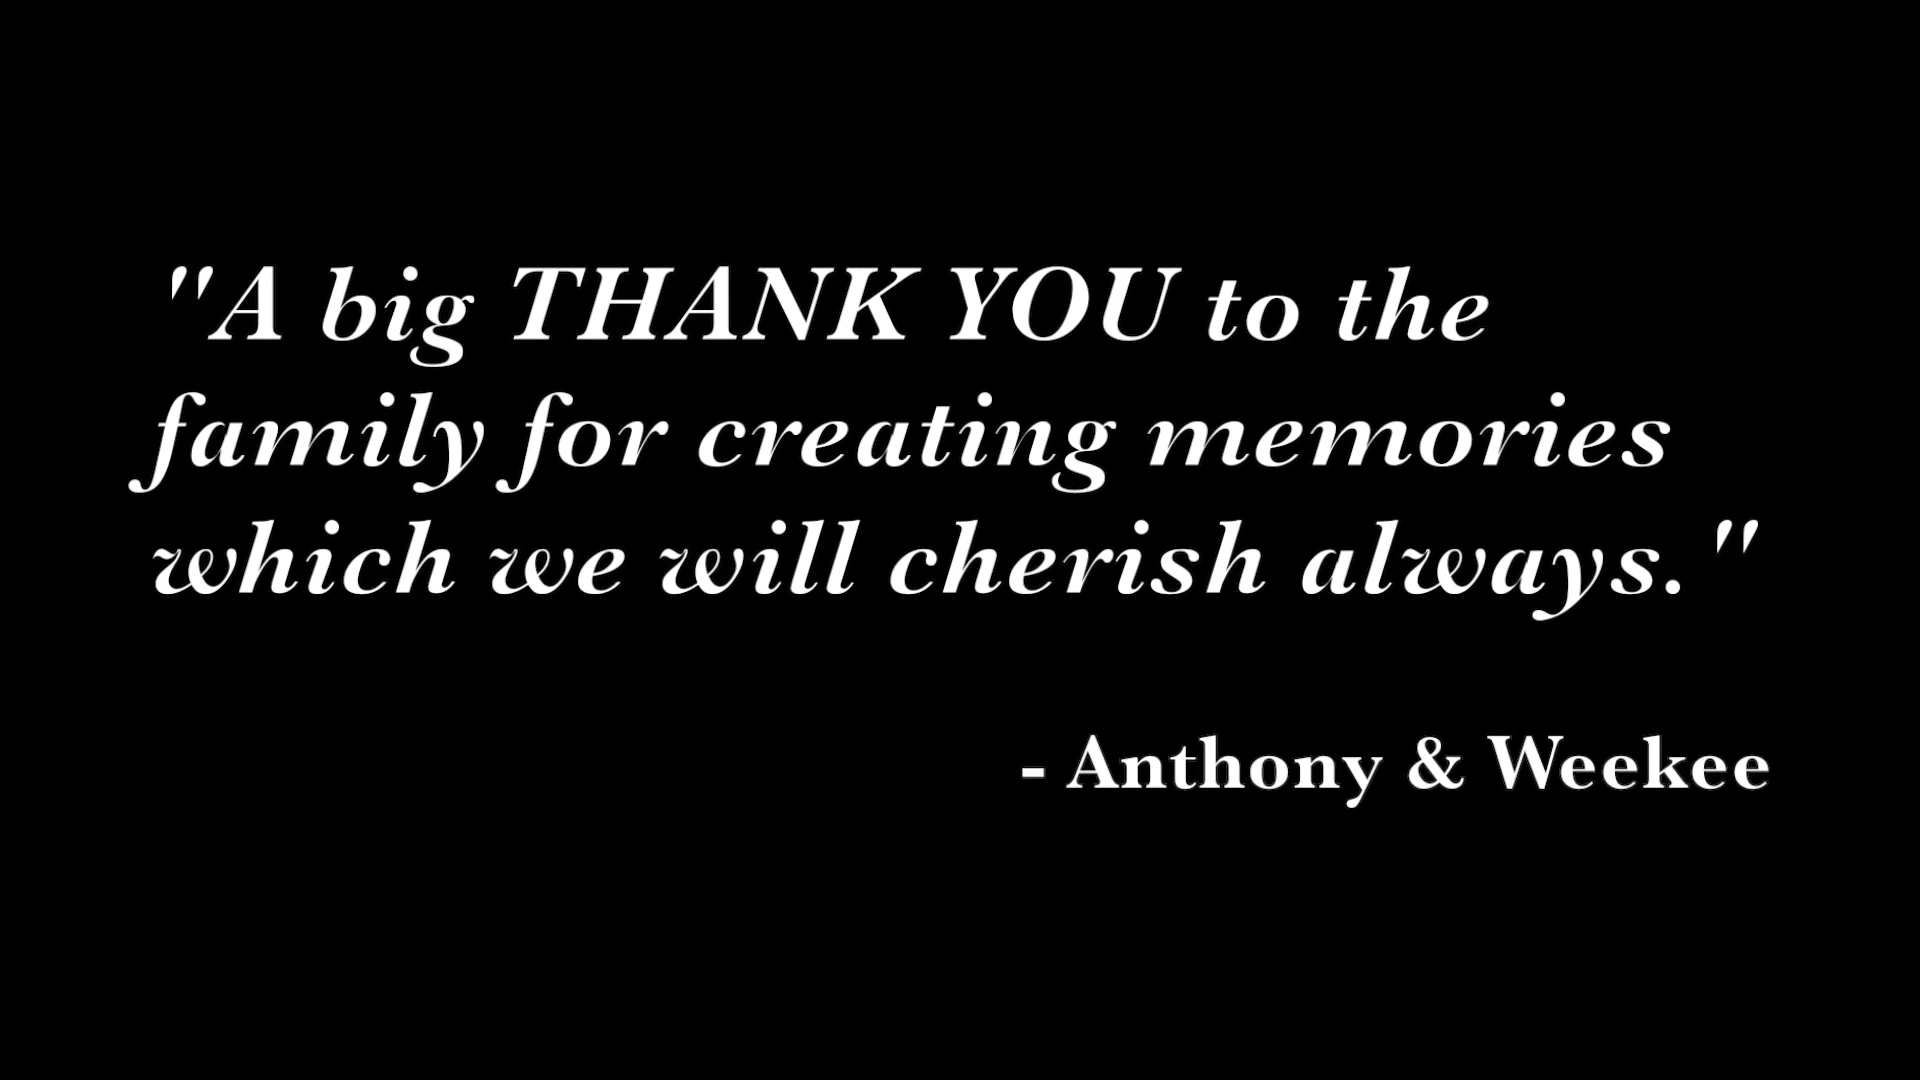 "A big THANK YOU to the
family for creating memories
which we will cherish always."
- Anthony & Weekee